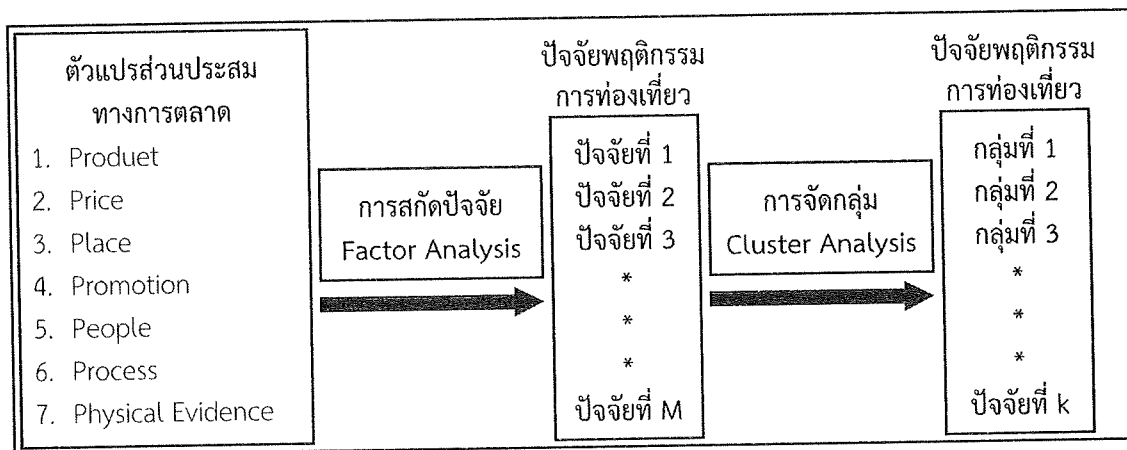 ตัวแปรส่วนประสม
ทางการตลาด
1. Produet
2. Price
3. Place
4. Promotion
5. People
6. Process
7. Physical Evidence
การสกัดปัจจัย
Factor Analysis
ปัจจัยพฤติกรรม
การท่องเที่ยว
ปัจจัยที่ 1
ปัจจัยที่ 2
ปัจจัยที่ 3
*
*
*
ปัจจัยที่ M
การจัดกลุ่ม
Cluster Analysis
ปัจจัยพฤติกรรม
การท่องเที่ยว
กลุ่มที่ 1
กลุ่มที่ 2
กลุ่มที่ 3
*
*
*
ปัจจัยที่ k